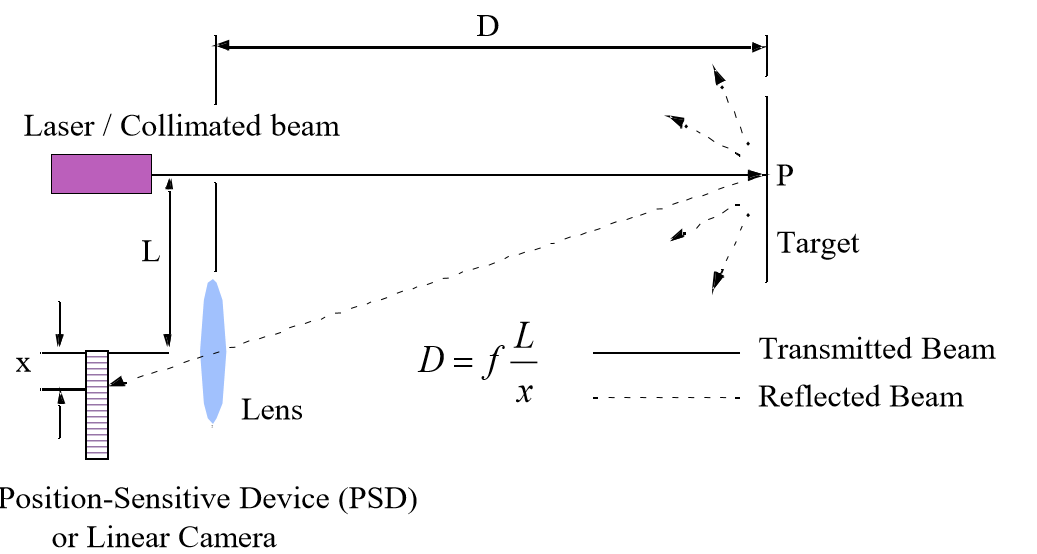 D
Laser / Collimated beam
P
L
Target
x
D = f L/x
Transmitted Beam
Reflected Beam
Lens
Position-Sensitive Device (PSD)
or Linear Camera